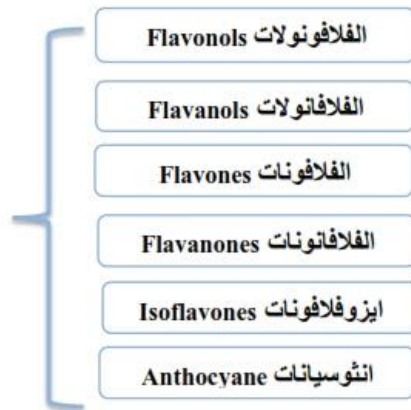 الفلافونولات Flavonols
الفلافانولات Flavanols
الفلافونات Flavones
الفلافانونات Flavanones
ايزوفلافونات Isoflavones
انثوسيانات Anthocyane